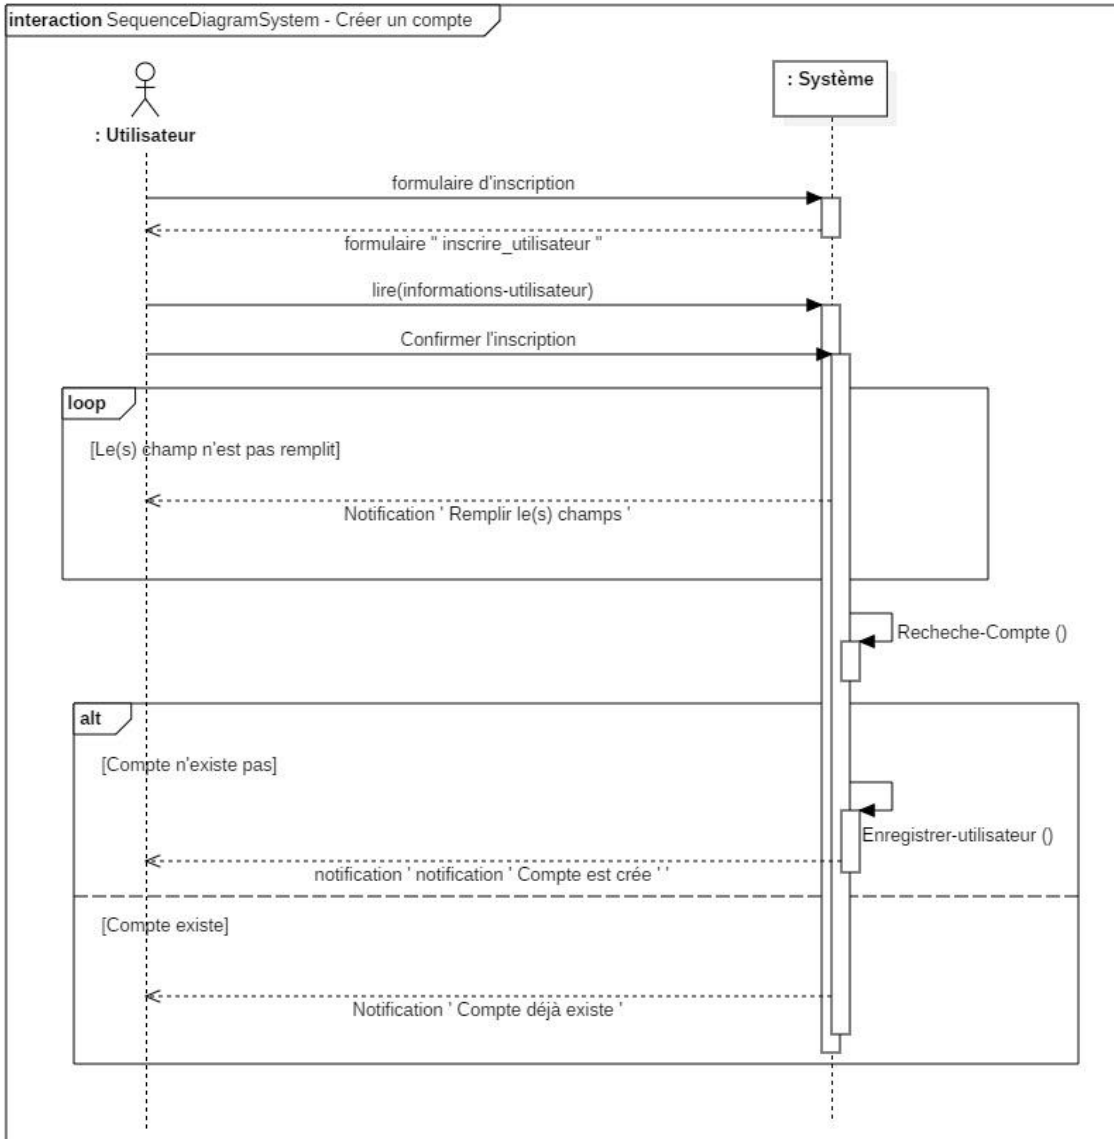 interaction SequenceDiagramSystem - Créer un compte
: Utilisateur
: Système
formulaire d'inscription
formulaire " inscrire_utilisateur "
lire(informations-utilisateur)
Confirmer l'inscription
loop
[Le(s) champ n'est pas remplit]
Notification ' Remplir le(s) champs '
Recheche-Compte ()
alt
[Compte n'existe pas]
Enregistrer-utilisateur ()
notification ' notification ' Compte est crée ' '
[Compte existe]
Notification ' Compte déjà existe '